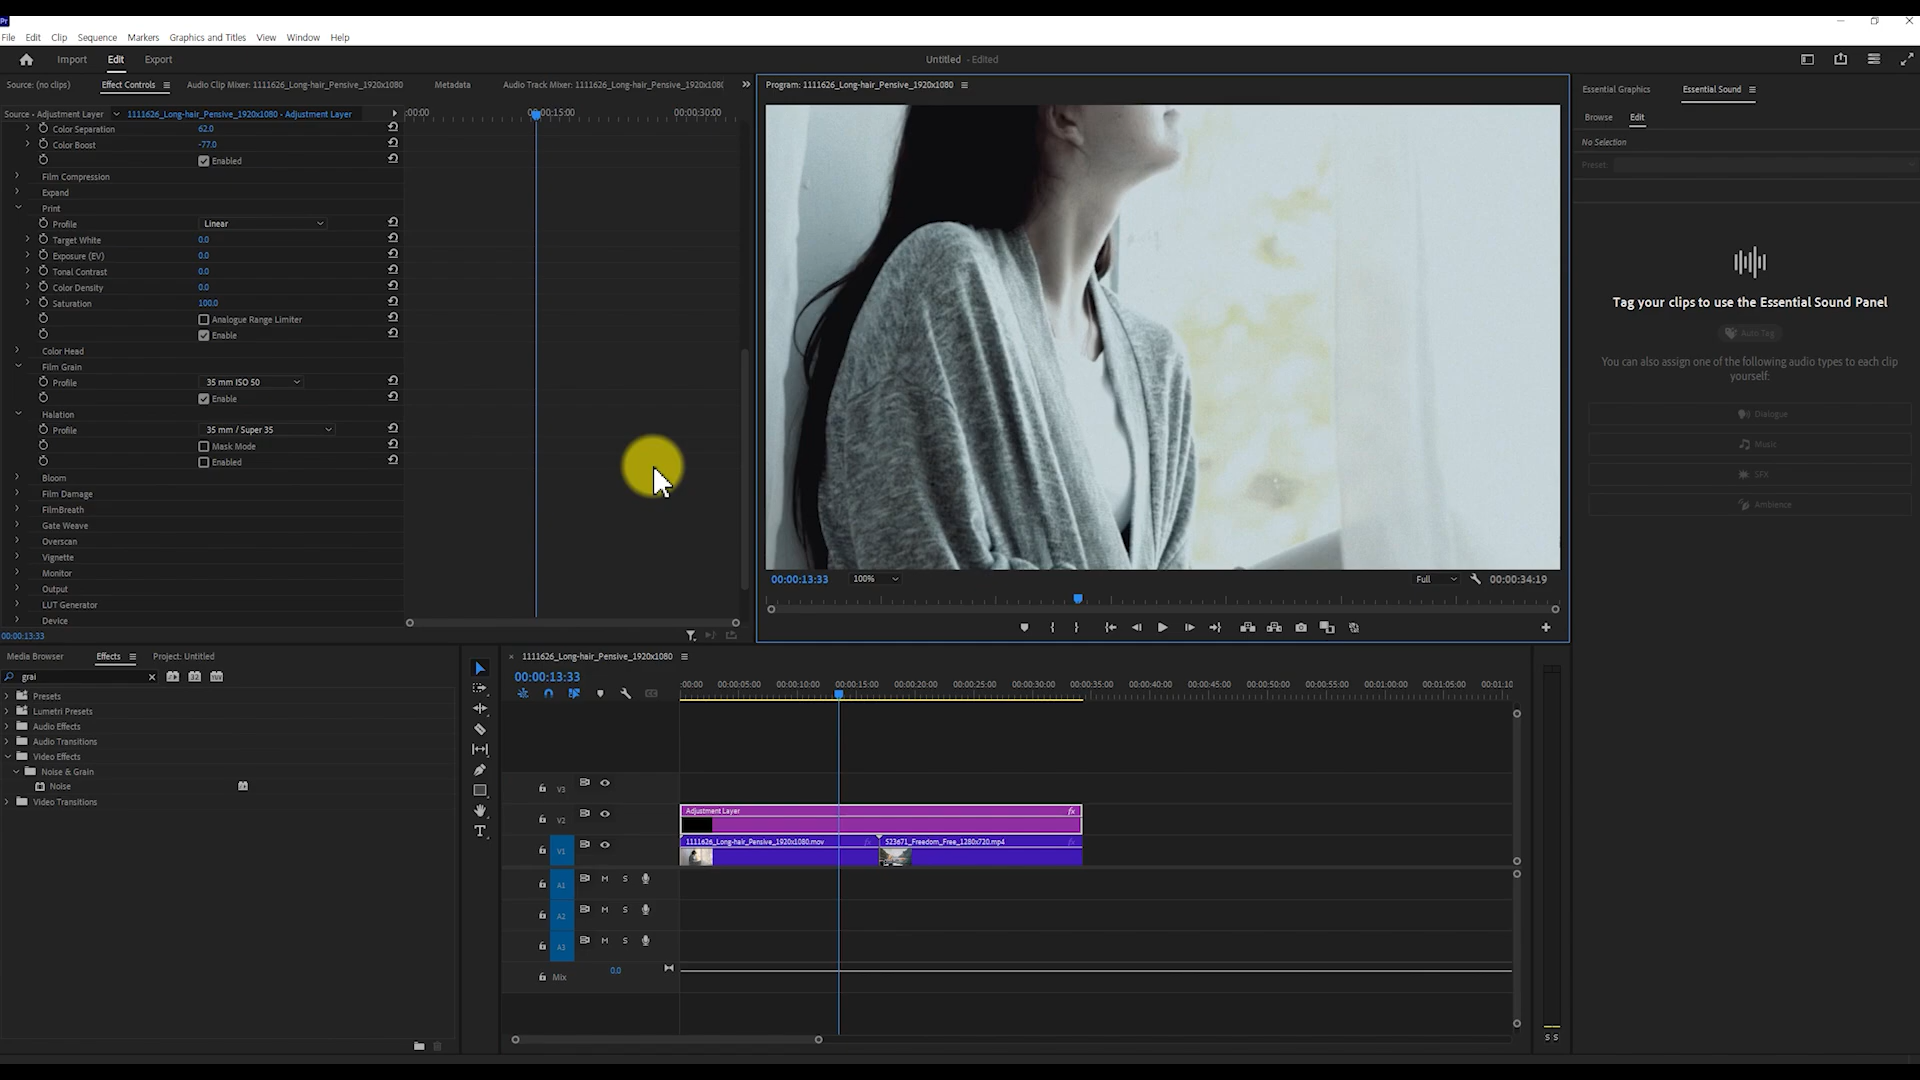 Pr
File Edit Clip Sequence Markers Graphics and Titles View Window Help
Import Edit Export
Untitled - Edited
Source: (no clips) Effect Controls Audio Clip Mixer: 1111626_Long-hair_Pensive_1920x1080 Metadata Audio Track Mixer: 1111626_Long-hair_Pensive_1920x108(
Source - Adjustment Layer 1111626_Long-hair_Pensive_1920x1080 - Adjustment Layer
:00:00 00:00:15:00 00:00:30:00
Color Separation 62.0
Color Boost -77.0
Enabled
Film Compression
Expand
Print
Profile Linear
Target White 0.0
Exposure (EV) 0.0
Tonal Contrast 0.0
Color Density 0.0
Saturation 100.0
Analogue Range Limiter
Enable
Color Head
Film Grain
Profile 35 mm ISO 50
Enable
Halation
Profile 35 mm / Super 35
Mask Mode
Enabled
Bloom
Film Damage
FilmBreath
Gate Weave
Overscan
Vignette
Monitor
Output
LUT Generator
Device
00:00:13:33
Program: 1111626_Long-hair_Pensive_1920x1080
00:00:13:33 100% Full 00:00:34:19
Essential Graphics Essential Sound
Browse Edit
No Selection
Preset:
Tag your clips to use the Essential Sound Panel
Auto Tag
You can also assign one of the following audio types to each clip
yourself:
Dialogue
Music
SFX
Ambience
Media Browser Effects Project: Untitled
grai
Presets
Lumetri Presets
Audio Effects
Audio Transitions
Video Effects
Noise & Grain
Noise
Video Transitions
1111626_Long-hair_Pensive_1920x1080
00:00:13:33
:00:00 00:00:05:00 00:00:10:00 00:00:15:00 00:00:20:00 00:00:25:00 00:00:30:00 00:00:35:00 00:00:40:00 00:00:45:00 00:00:50:00 00:00:55:00 00:01:00:00 00:01:05:00 00:01:10
V3
V2 Adjustment Layer fx
V1 1111626_Long-hair_Pensive_1920x1080.mov fx 523671_Freedom_Free_1280x720.mp4 fx
A1 M S
A2 M S
A3 M S
Mix 0.0
S S